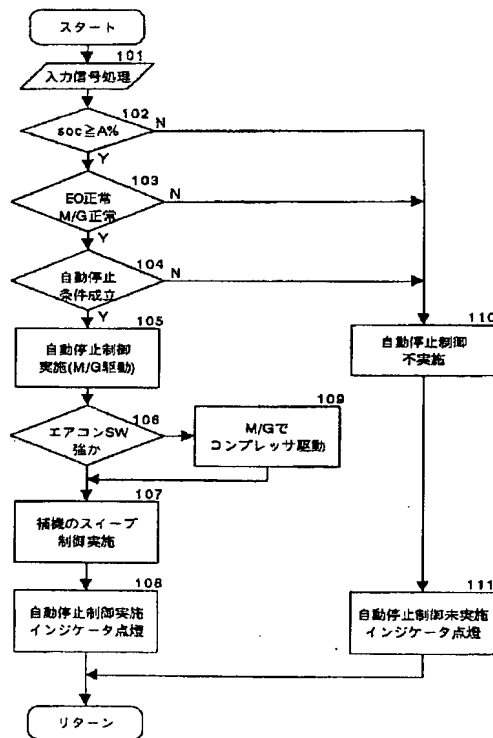 スタート
101
入力信号処理
102
soc≧A%
N
Y
103
EO正常
M/G正常
N
Y
104
自動停止
条件成立
N
Y
105
自動停止制御
実施(M/G駆動)
110
自動停止制御
不実施
106
エアコンSW
強か
109
M/Gで
コンプレッサ駆動
107
補機のスイープ
制御実施
108
自動停止制御実施
インジケータ点燈
111
自動停止制御未実施
インジケータ点燈
リターン